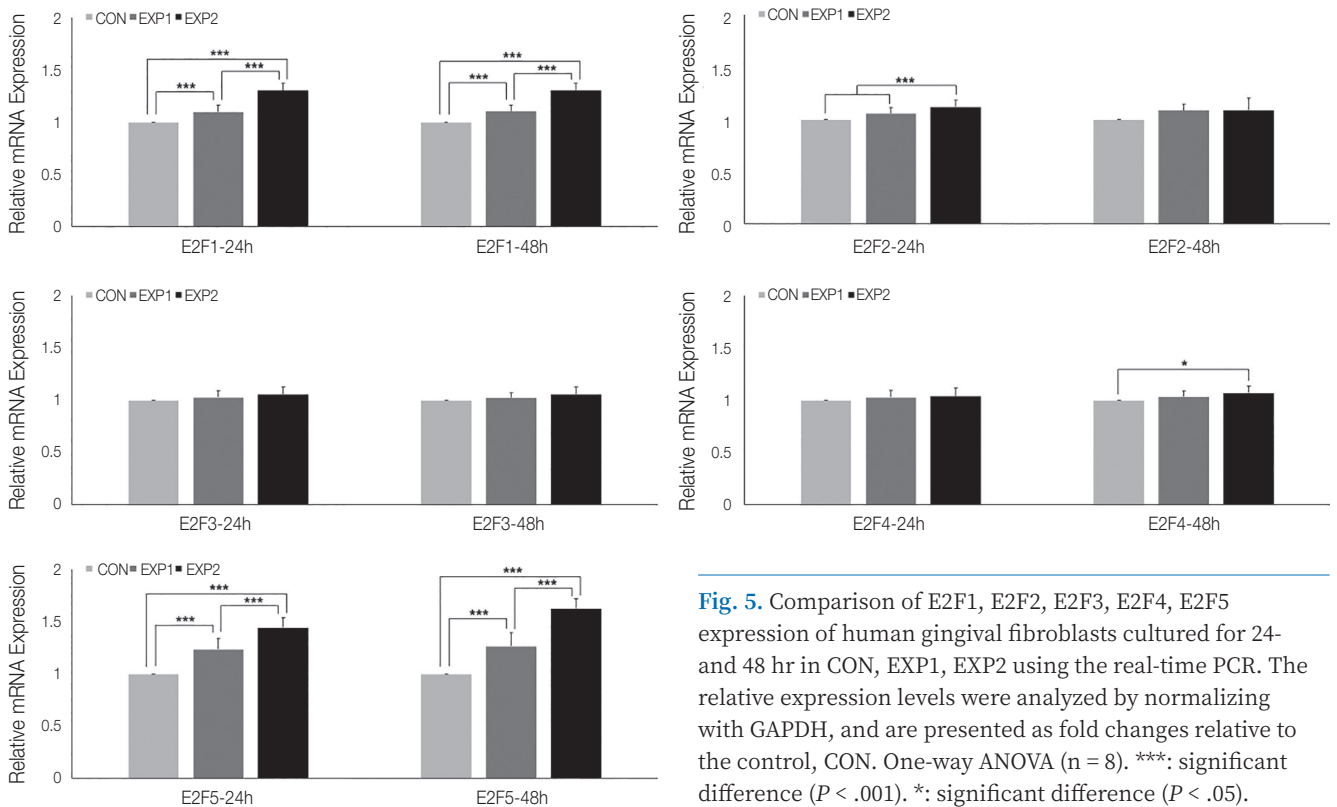 CON EXP1 EXP2
Relative mRNA Expression
2
1.5
1
0.5
0
***
***
***
***
***
***
E2F1-24h
E2F1-48h
CON EXP1 EXP2
Relative mRNA Expression
2
1.5
1
0.5
0
***
E2F2-24h
E2F2-48h
CON EXP1 EXP2
Relative mRNA Expression
2
1.5
1
0.5
0
E2F3-24h
E2F3-48h
CON EXP1 EXP2
Relative mRNA Expression
2
1.5
1
0.5
0
*
E2F4-24h
E2F4-48h
CON EXP1 EXP2
Relative mRNA Expression
2
1.5
1
0.5
0
***
***
***
***
***
***
E2F5-24h
E2F5-48h
Fig. 5. Comparison of E2F1, E2F2, E2F3, E2F4, E2F5
expression of human gingival fibroblasts cultured for 24-
and 48 hr in CON, EXP1, EXP2 using the real-time PCR. The
relative expression levels were analyzed by normalizing
with GAPDH, and are presented as fold changes relative to
the control, CON. One-way ANOVA (n = 8). ***: significant
difference (P < .001). *: significant difference (P < .05).